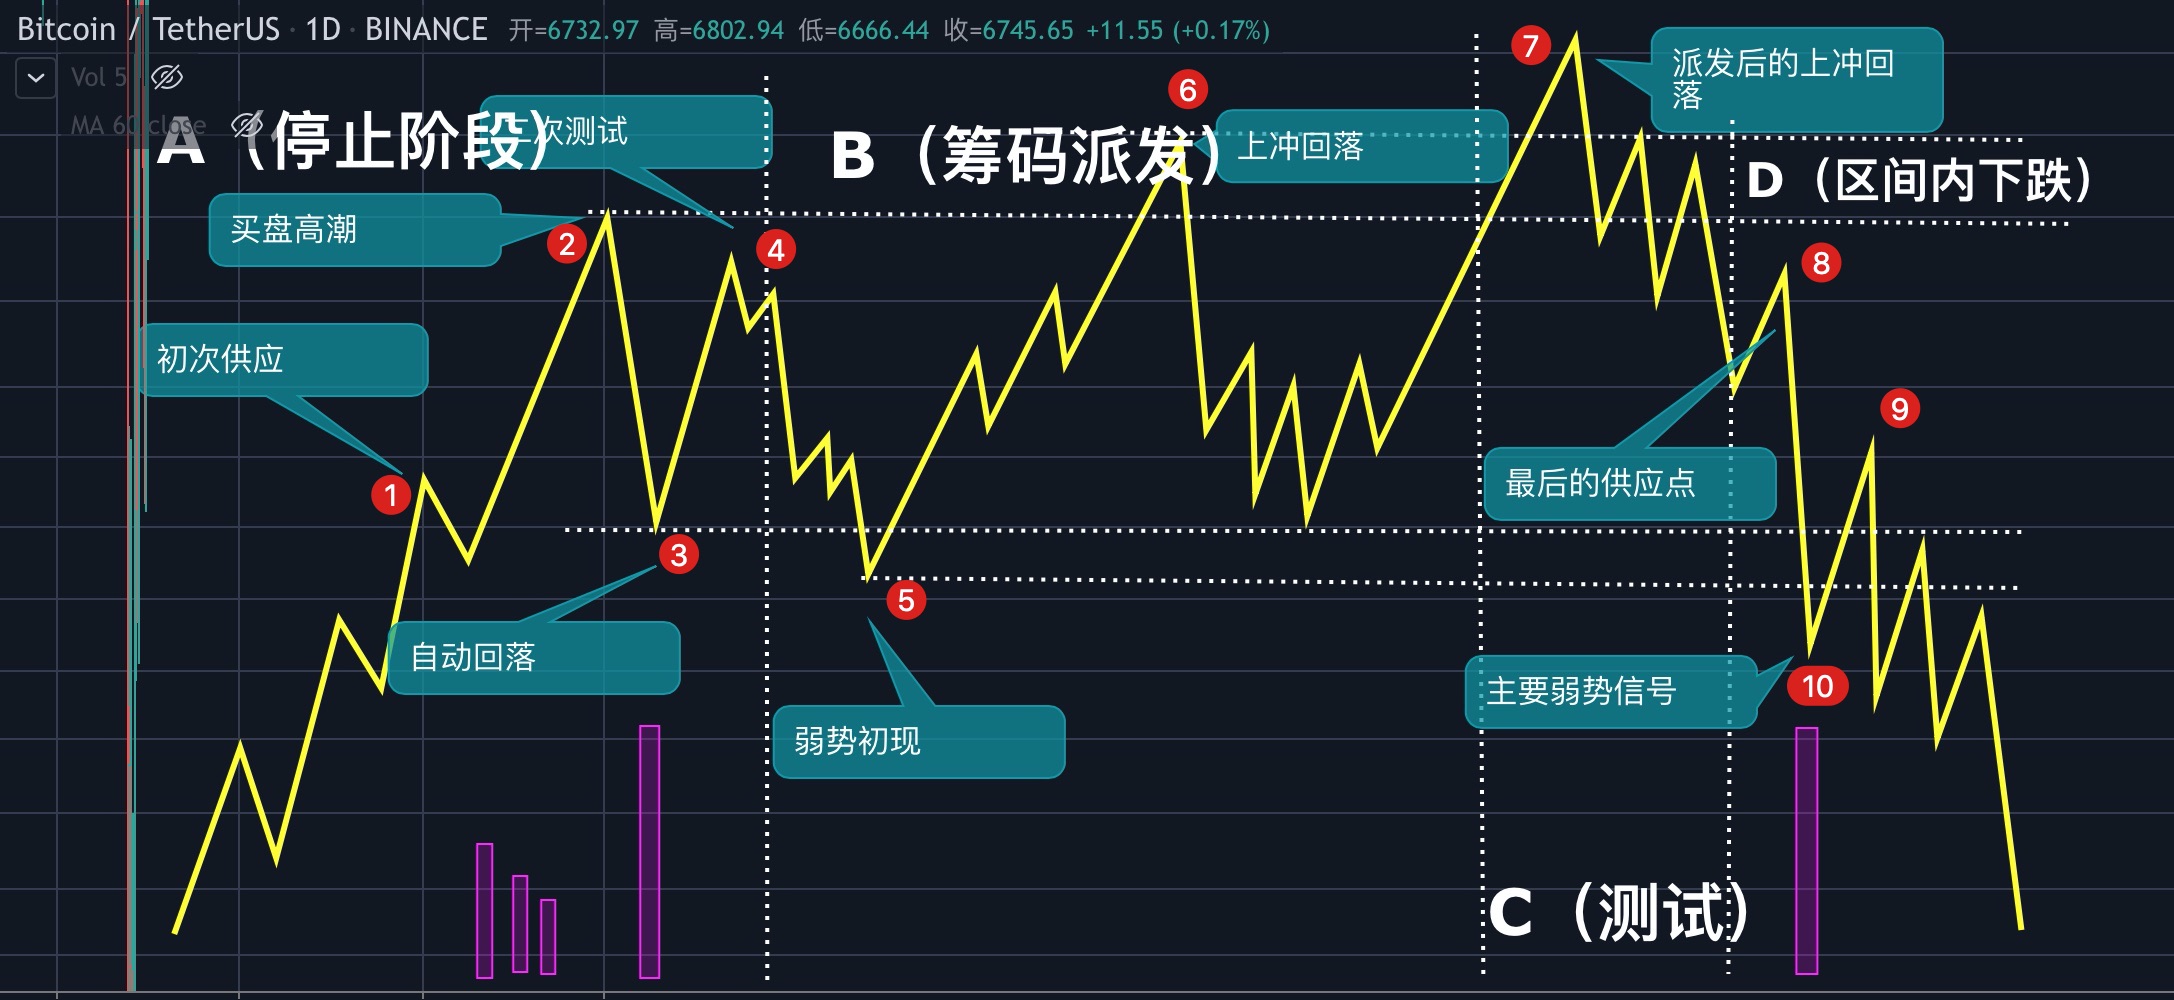 Bitcoin / TetherUS · 1D · BINANCE 开=6732.97 高=6802.94 低=6666.44 收=6745.65 +11.55 (+0.17%)
Vol 5
MA 60 close
A（停止阶段）
二次测试
B（筹码派发）
6
上冲回落
7
派发后的上冲回
落
D（区间内下跌）
买盘高潮
2
4
8
初次供应
1
9
最后的供应点
3
5
自动回落
弱势初现
主要弱势信号
10
C（测试）